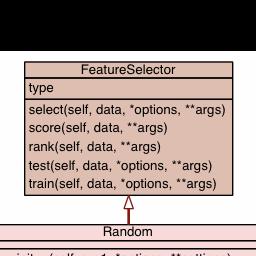 FeatureSelector
type
select(self, data, *options, **args)
score(self, data, **args)
rank(self, data, **args)
test(self, data, *options, **args)
train(self, data, *options, **args)
Random